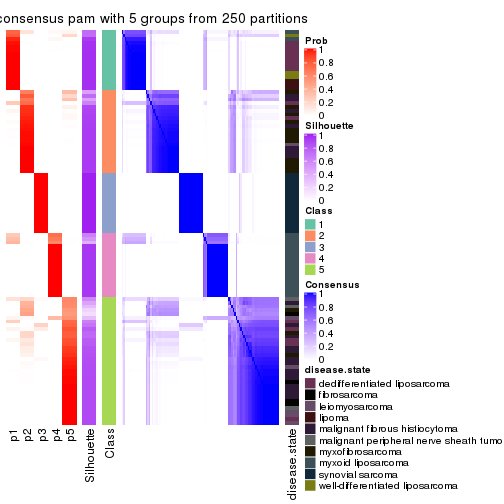 consensus pam with 5 groups from 250 partitions
Prob
1
0.8
0.6
0.4
0.2
0
Silhouette
1
0.8
0.6
0.4
0.2
0
Class
1
2
3
4
5
Consensus
1
0.8
0.6
0.4
0.2
0
disease.state
dedifferentiated liposarcoma
fibrosarcoma
leiomyosarcoma
lipoma
malignant fibrous histiocytoma
malignant peripheral nerve sheath tumo
myxofibrosarcoma
myxoid liposarcoma
synovial sarcoma
well-differentiated liposarcoma
p1
p2
p3
p4
p5
Silhouette
Class
disease.state